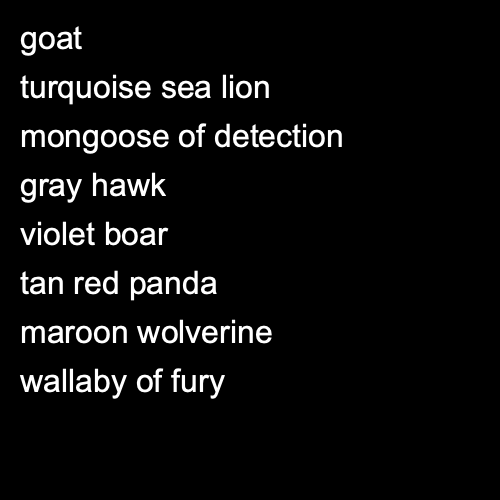 goat
turquoise sea lion
mongoose of detection
gray hawk
violet boar
tan red panda
maroon wolverine
wallaby of fury